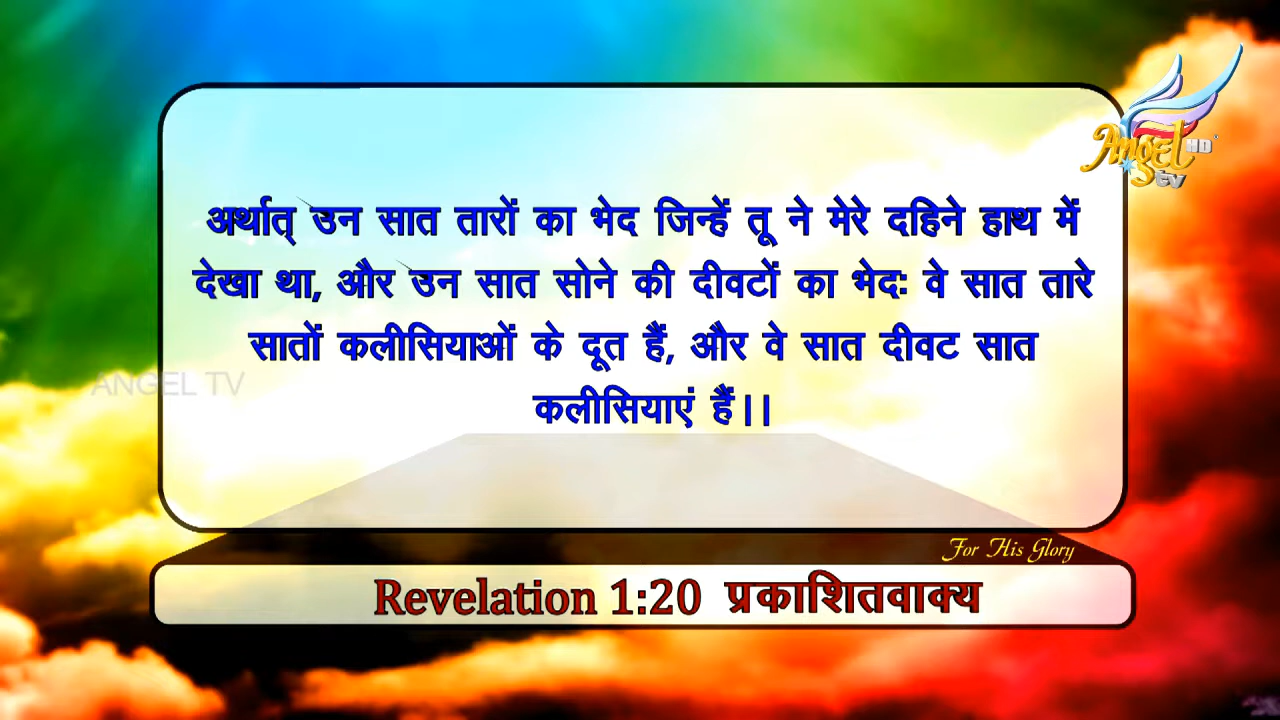 Angel HD
tv
अर्थात् उन सात तारों का भेद जिन्हें तू ने मेरे दहिने हाथ में
देखा था, और उन सात सोने की दीवटों का भेदः वे सात तारे
सातों कलीसियाओं के दूत हैं, और वे सात दीवट सात
कलीसियाएं हैं।।
ANGEL TV
For His Glory
Revelation 1:20 प्रकाशितवाक्य